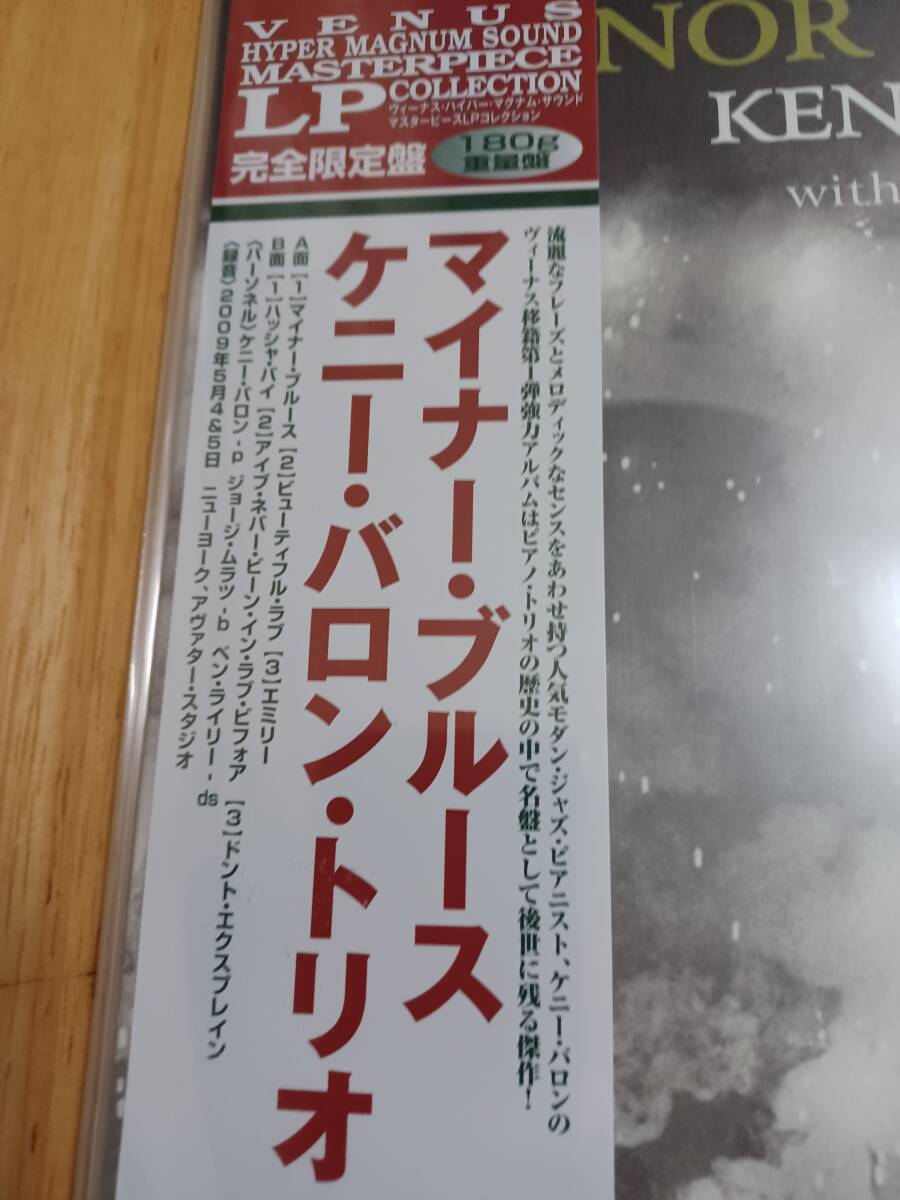 VENUS
HYPER MAGNUM SOUND
MASTERPIECE
LP COLLECTION
ヴィーナス・ハイパー・マグナム・サウンド
マスターピースLPコレクション
完全限定盤
180g
重量盤
流麗なフレーズとメロディックなセンスをあわせ持つ人気モダン・ジャズ・ピアニスト、ケニー・バロンの
ヴィーナス移籍第1弾強力アルバムはピアノ・トリオの歴史の中で名盤として後世に残る傑作!
マイナー・ブルース
ケニー・バロン・トリオ
A面 [1]マイナー・ブルース [2]ビューティフル・ラブ [3]エミリー
B面 [1]ハッシャ・バイ [2]アイブ・ネバー・ビーン・イン・ラブ・ビフォア [3]ドント・エクスプレイン
《パーソネル》ケニー・バロン-p ジョージ・ムラツ-b ベン・ライリー-ds
《録音》2009年5月4&5日 ニューヨーク、アヴァター・スタジオ
NOR
KEN
with